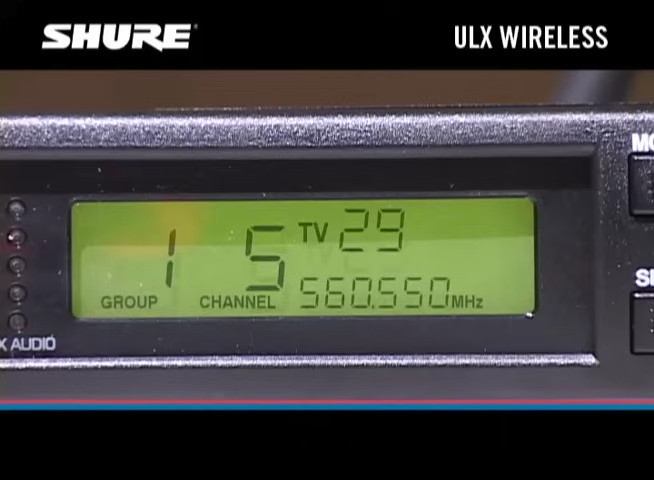 SHURE
ULX WIRELESS
1 5 TV 29
GROUP CHANNEL 560.550 MHz
AUDIO